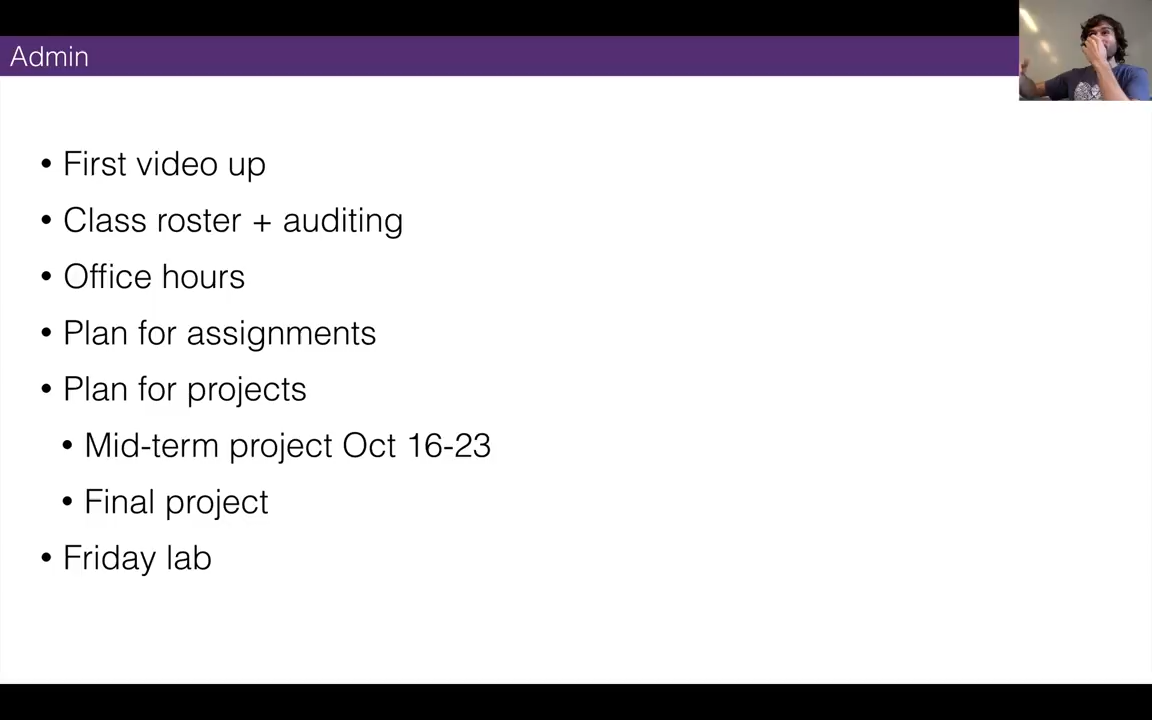 Admin
• First video up
• Class roster + auditing
• Office hours
• Plan for assignments
• Plan for projects
• Mid-term project Oct 16-23
• Final project
• Friday lab